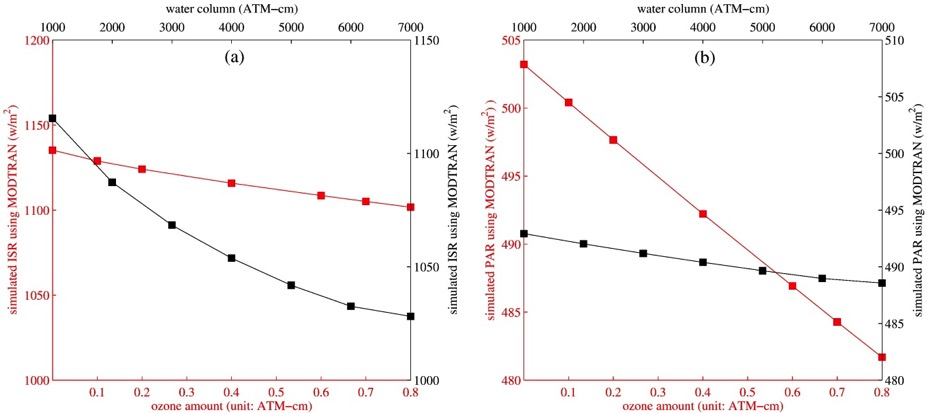 water column (ATM−cm)
1000 2000 3000 4000 5000 6000 7000
(a)
1200
1150
1100
1050
1000
simulated ISR using MODTRAN (w/m²)
1150
1100
1050
1000
simulated ISR using MODTRAN (w/m²)
0.1 0.2 0.3 0.4 0.5 0.6 0.7 0.8
ozone amount (unit: ATM−cm)
water column (ATM−cm)
1000 2000 3000 4000 5000 6000 7000
(b)
505
500
495
490
485
480
simulated PAR using MODTRAN (w/m²) )
510
505
500
495
490
485
480
simulated PAR using MODTRAN (w/m²)
0.1 0.2 0.3 0.4 0.5 0.6 0.7 0.8
ozone amount (unit: ATM−cm)